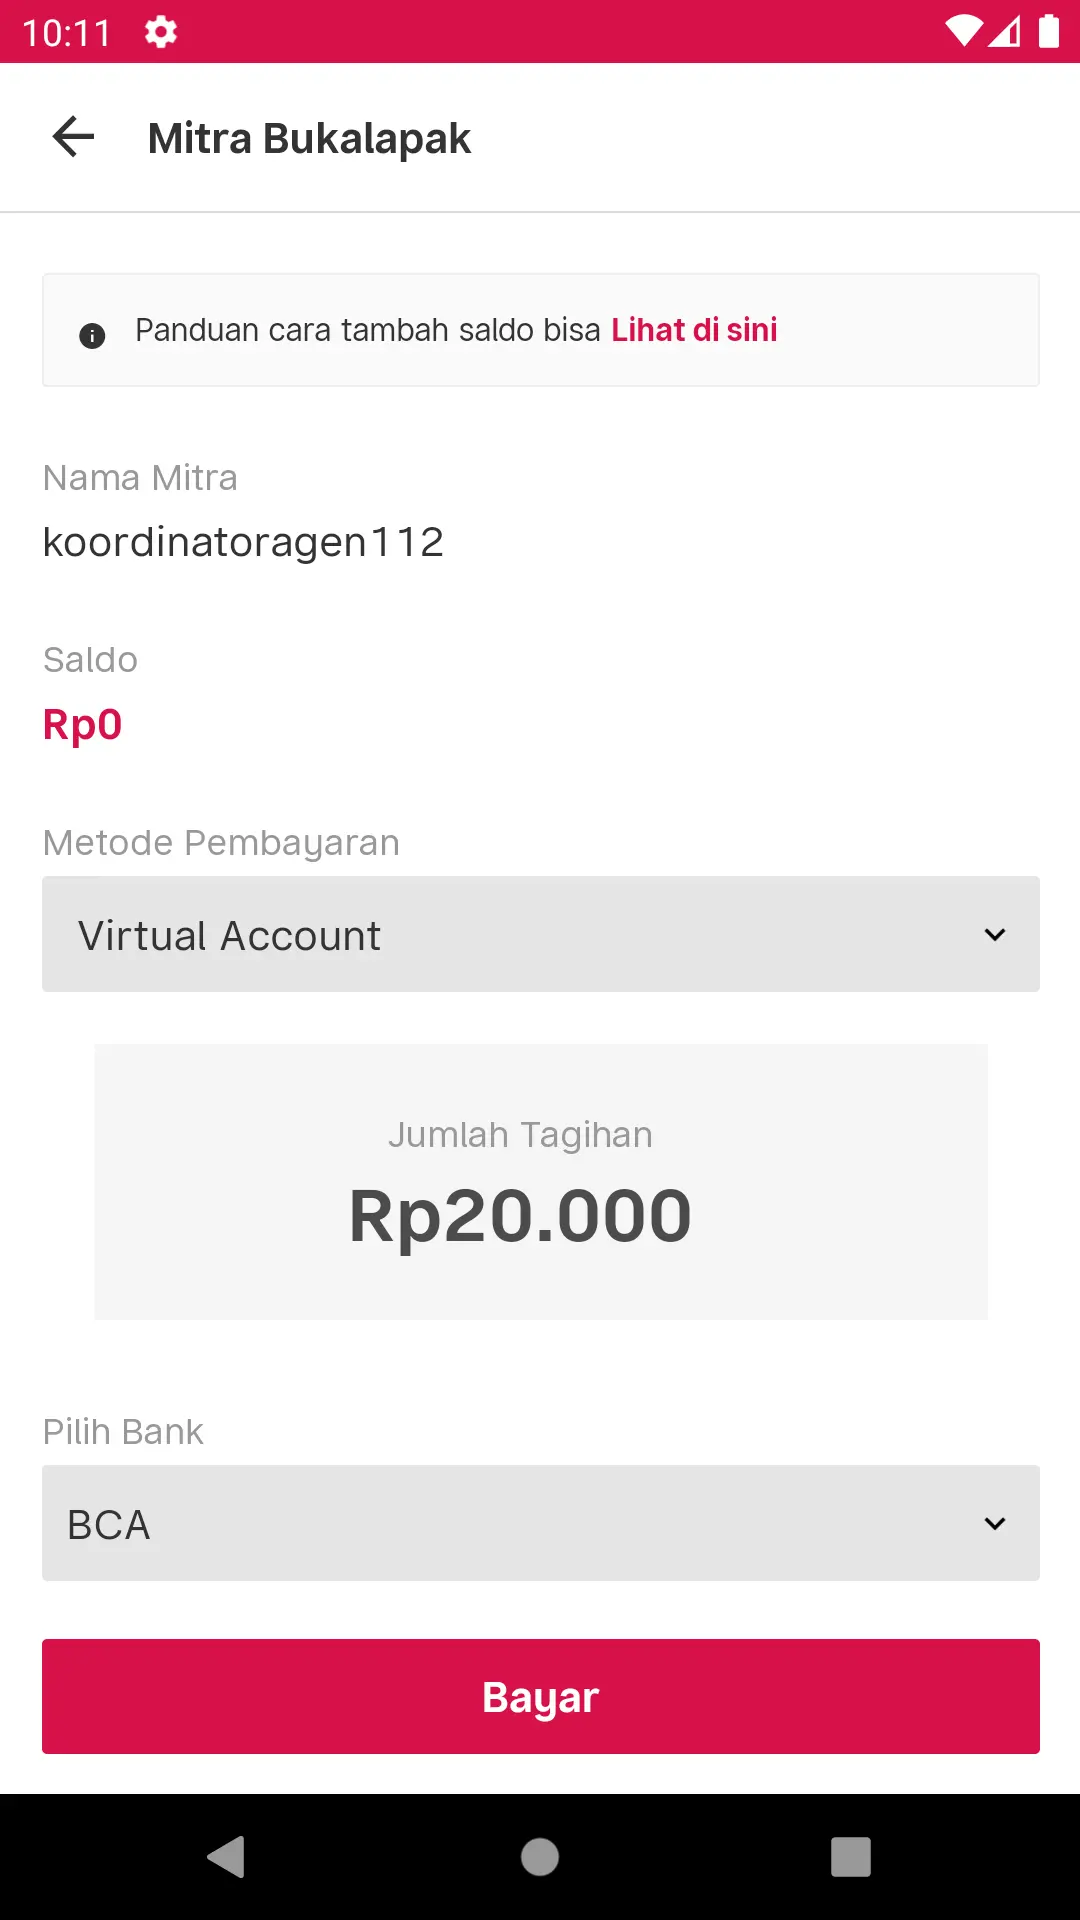 10:11
Mitra Bukalapak
Panduan cara tambah saldo bisa Lihat di sini
Nama Mitra
koordinatoragen112
Saldo
Rp0
Metode Pembayaran
Virtual Account
Jumlah Tagihan
Rp20.000
Pilih Bank
BCA
Bayar